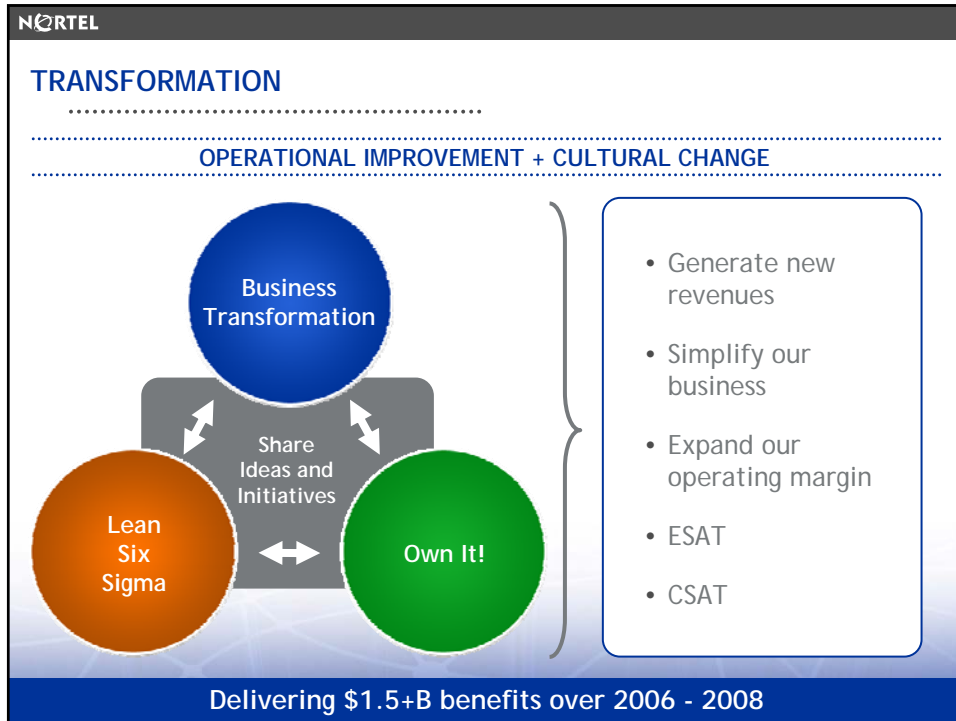 NORTEL
TRANSFORMATION
OPERATIONAL IMPROVEMENT + CULTURAL CHANGE
Business
Transformation
Share
Ideas and
Initiatives
Lean
Six
Sigma
Own It!
• Generate new
revenues
• Simplify our
business
• Expand our
operating margin
• ESAT
• CSAT
Delivering $1.5+B benefits over 2006 - 2008